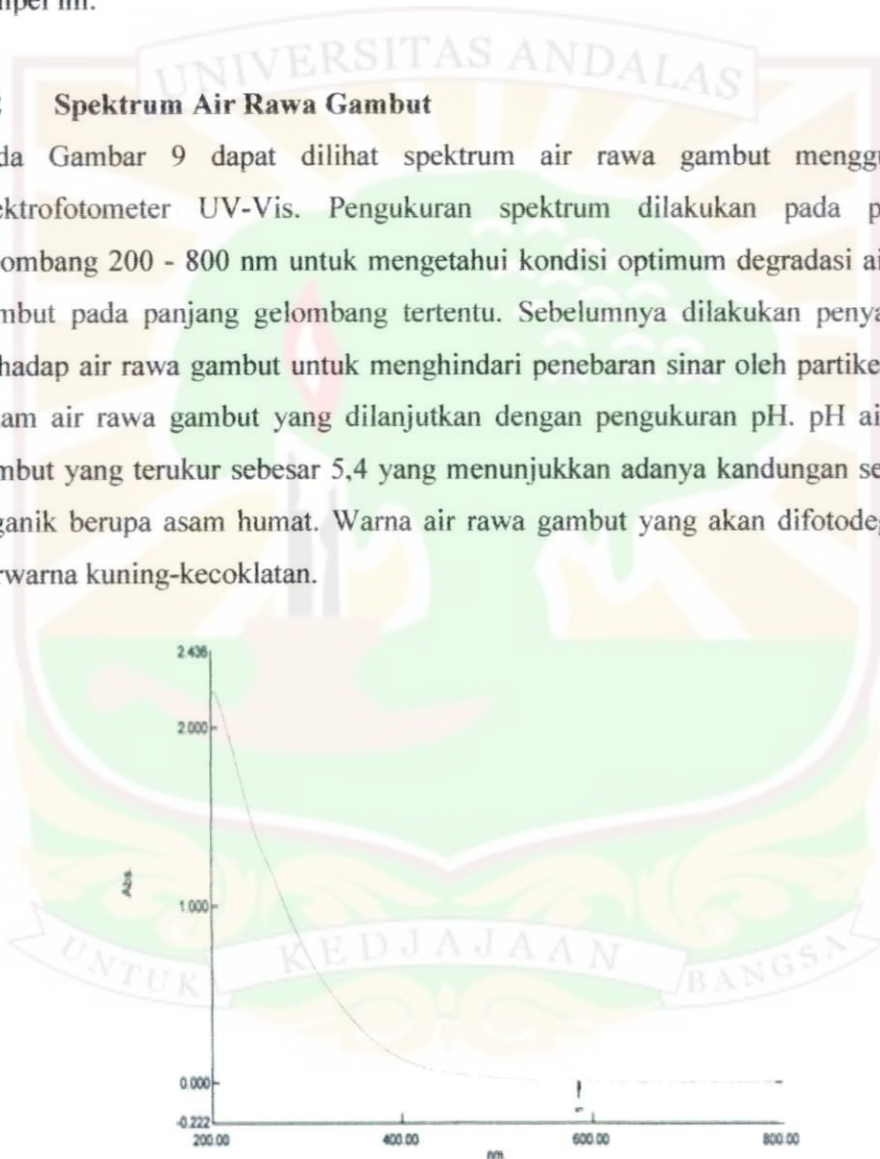 UNIVERSITAS ANDALAS
Spektrum Air Rawa Gambut
da Gambar 9 dapat dilihat spektrum air rawa gambut menggu
ktrofotometer UV-Vis. Pengukuran spektrum dilakukan pada p
ombang 200 - 800 nm untuk mengetahui kondisi optimum degradasi ai
mbut pada panjang gelombang tertentu. Sebelumnya dilakukan penya
hadap air rawa gambut untuk menghindari penebaran sinar oleh partike
am air rawa gambut yang dilanjutkan dengan pengukuran pH. pH ai
mbut yang terukur sebesar 5,4 yang menunjukkan adanya kandungan se
ganik berupa asam humat. Warna air rawa gambut yang akan difotodeg
rwarna kuning-kecoklatan.
2.436
2.000
Abs.
1.000
UNTUK KEDJAJAAN BANGSA
0.000
-0.222
200.00 400.00 600.00 800.00
nm.